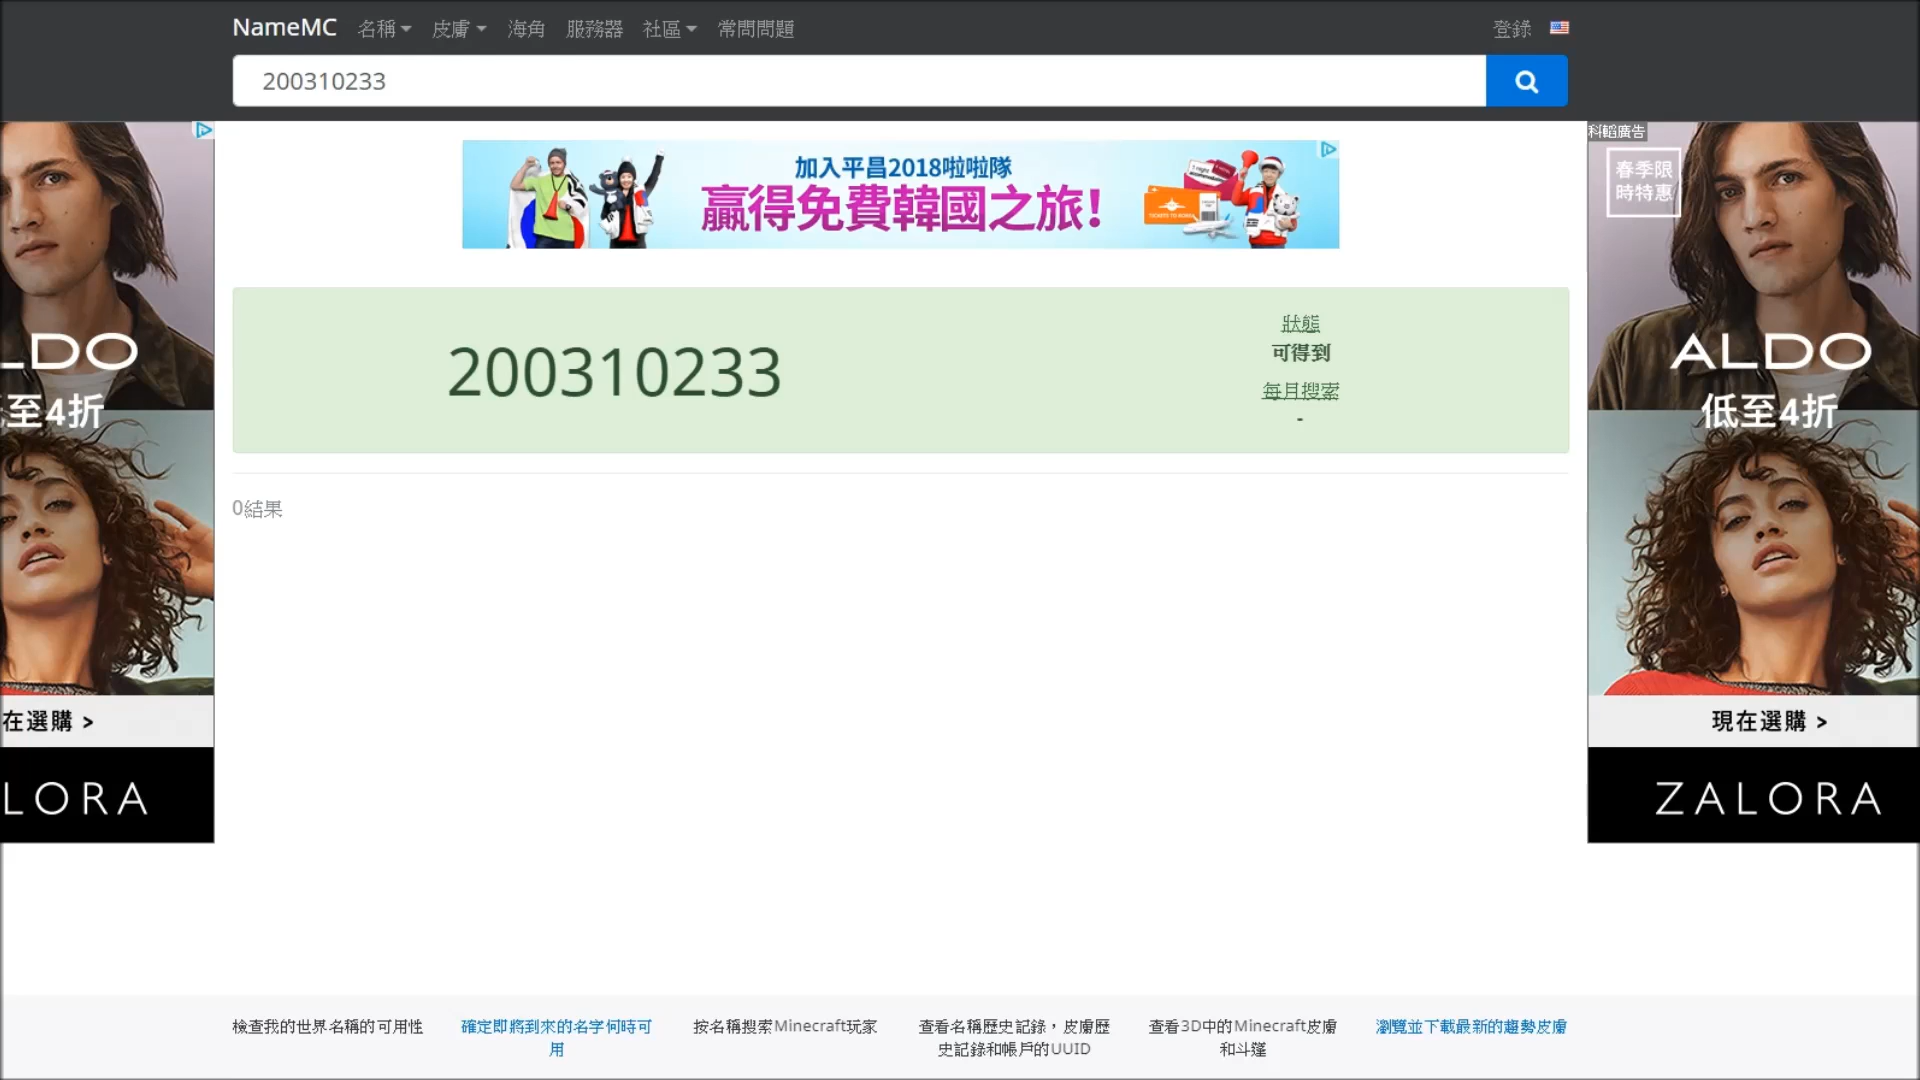 NameMC 名稱 皮膚 海角 服務器 社區 常問問題 登錄
200310233
科韜廣告
加入平昌2018啦啦隊
贏得免費韓國之旅!
TICKETS TO KOREA
春季限
時特惠
200310233
狀態
可得到
每月搜索
-
LDO
至4折
ALDO
低至4折
0結果
在選購 >
現在選購 >
LORA
ZALORA
檢查我的世界名稱的可用性
確定即將到來的名字何時可
用
按名稱搜索Minecraft玩家
查看名稱歷史記錄，皮膚歷
史記錄和帳戶的UUID
查看3D中的Minecraft皮膚
和斗篷
瀏覽並下載最新的趨勢皮膚